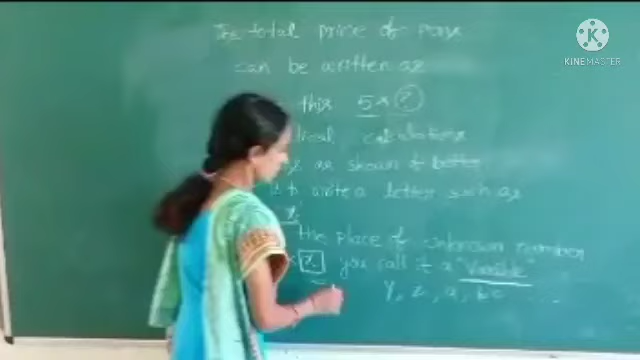 The total price of Pens
can be written as
this 5 × ?
calculations
as shown
to write a letter such as
x
the place of unknown number
x you call it a "Variable"
y, z, a, b, c ....
K
KINEMASTER